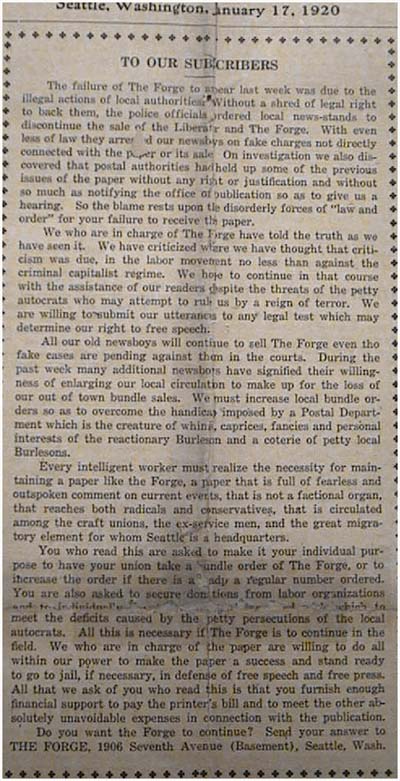 Seattle, Washington, January 17, 1920
TO OUR SUBSCRIBERS
The failure of The Forge to appear last week was due to the
illegal actions of local authorities. Without a shred of legal right
to back them, the police officials ordered local news-stands to
discontinue the sale of the Liberator and The Forge. With even
less of law they arrested our newsboys on fake charges not directly
connected with the paper or its sale. On investigation we also dis-
covered that postal authorities had held up some of the previous
issues of the paper without any right or justification and without
so much as notifying the office of publication so as to give us a
hearing. So the blame rests upon the disorderly forces of "law and
order" for your failure to receive the paper.
We who are in charge of The Forge have told the truth as we
have seen it. We have criticized where we have thought that criti-
cism was due, in the labor movement no less than against the
criminal capitalist regime. We hope to continue in that course
with the assistance of our readers despite the threats of the petty
autocrats who may attempt to rule us by a reign of terror. We
are willing to submit our utterances to any legal test which may
determine our right to free speech.
All our old newsboys will continue to sell The Forge even tho
fake cases are pending against them in the courts. During the
past week many additional newsboys have signified their willing-
ness of enlarging our local circulation to make up for the loss of
our out of town bundle sales. We must increase local bundle or-
ders so as to overcome the handicap imposed by a Postal Depart-
ment which is the creature of whims, caprices, fancies and personal
interests of the reactionary Burleson and a coterie of petty local
Burlesons.
Every intelligent worker must realize the necessity for main-
taining a paper like the Forge, a paper that is full of fearless and
outspoken comment on current events, that is not a factional organ,
that reaches both radicals and conservatives, that is circulated
among the craft unions, the ex-service men, and the great migra-
tory element for whom Seattle is a headquarters.
You who read this are asked to make it your individual pur-
pose to have your union take a bundle order of The Forge, or to
increase the order if there is a regular number ordered.
You are also asked to secure donations from labor organizations
and which to
meet the deficits caused by the petty persecutions of the local
autocrats. All this is necessary if The Forge is to continue in the
field. We who are in charge of the paper are willing to do all
within our power to make the paper a success and stand ready
to go to jail, if necessary, in defense of free speech and free press.
All that we ask of you who read this is that you furnish enough
financial support to pay the printer's bill and to meet the other ab-
solutely unavoidable expenses in connection with the publication.
Do you want the Forge to continue? Send your answer to
THE FORGE, 1906 Seventh Avenue (Basement), Seattle, Wash.